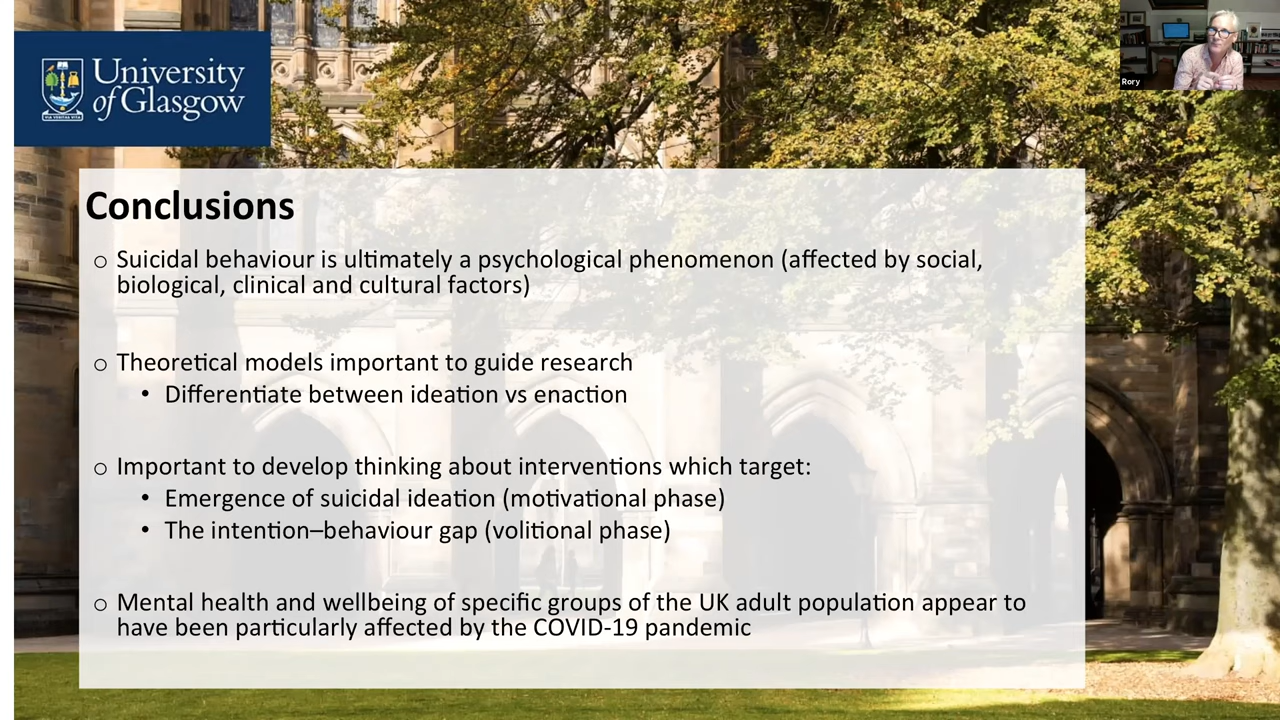 University
of Glasgow
VIA VERITAS VITA
Rory
Conclusions
○ Suicidal behaviour is ultimately a psychological phenomenon (affected by social,
biological, clinical and cultural factors)
○ Theoretical models important to guide research
• Differentiate between ideation vs enaction
○ Important to develop thinking about interventions which target:
• Emergence of suicidal ideation (motivational phase)
• The intention–behaviour gap (volitional phase)
○ Mental health and wellbeing of specific groups of the UK adult population appear to
have been particularly affected by the COVID-19 pandemic